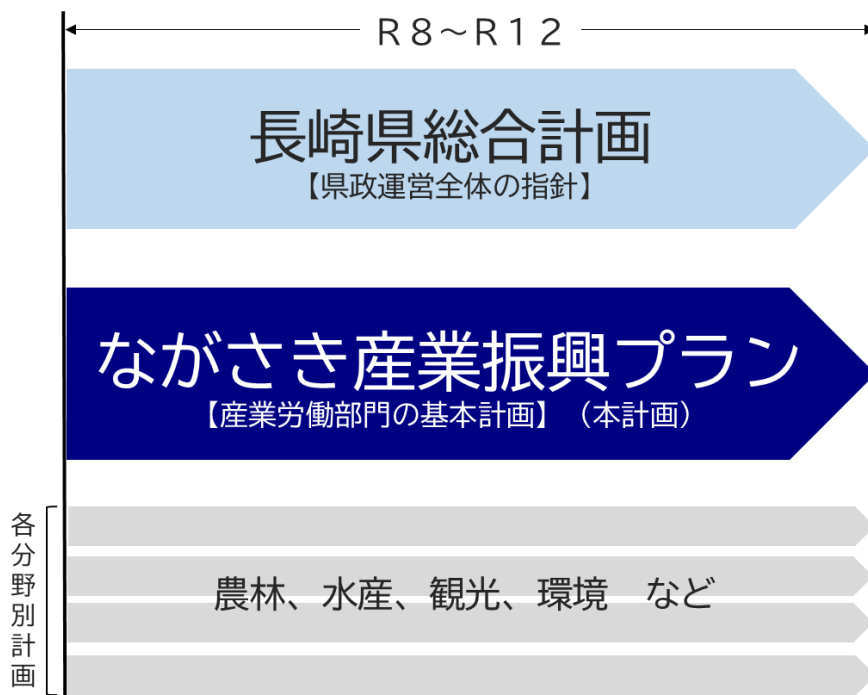 R8~R12
長崎県総合計画
【県政運営全体の指針】
ながさき産業振興プラン
【産業労働部門の基本計画】（本計画）
各分野別計画
農林、水産、観光、環境　など